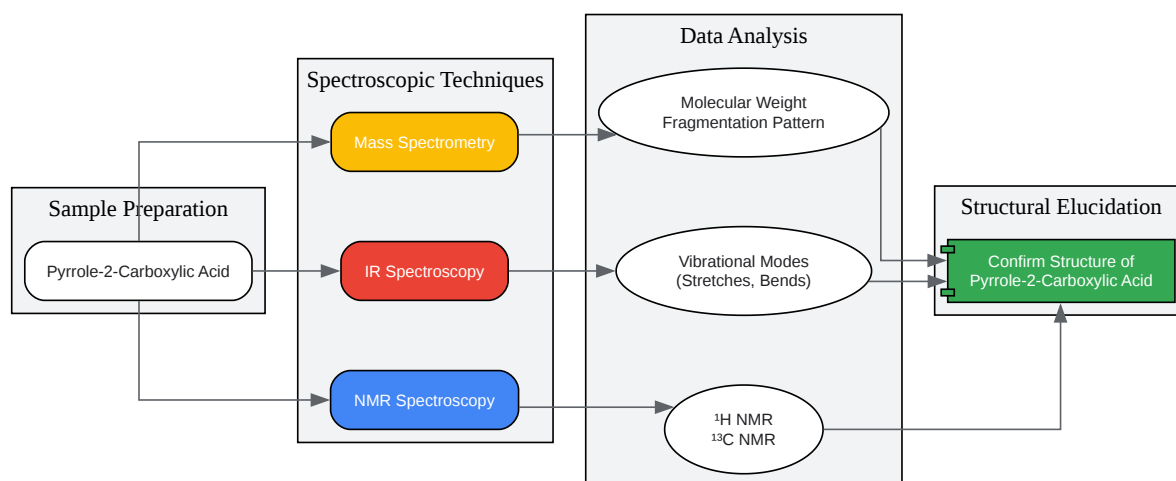 Sample Preparation
Pyrrole-2-Carboxylic Acid
Spectroscopic Techniques
Mass Spectrometry
IR Spectroscopy
NMR Spectroscopy
Data Analysis
Molecular Weight
Fragmentation Pattern
Vibrational Modes
(Stretches, Bends)
¹H NMR
¹³C NMR
Structural Elucidation
Confirm Structure of
Pyrrole-2-Carboxylic Acid